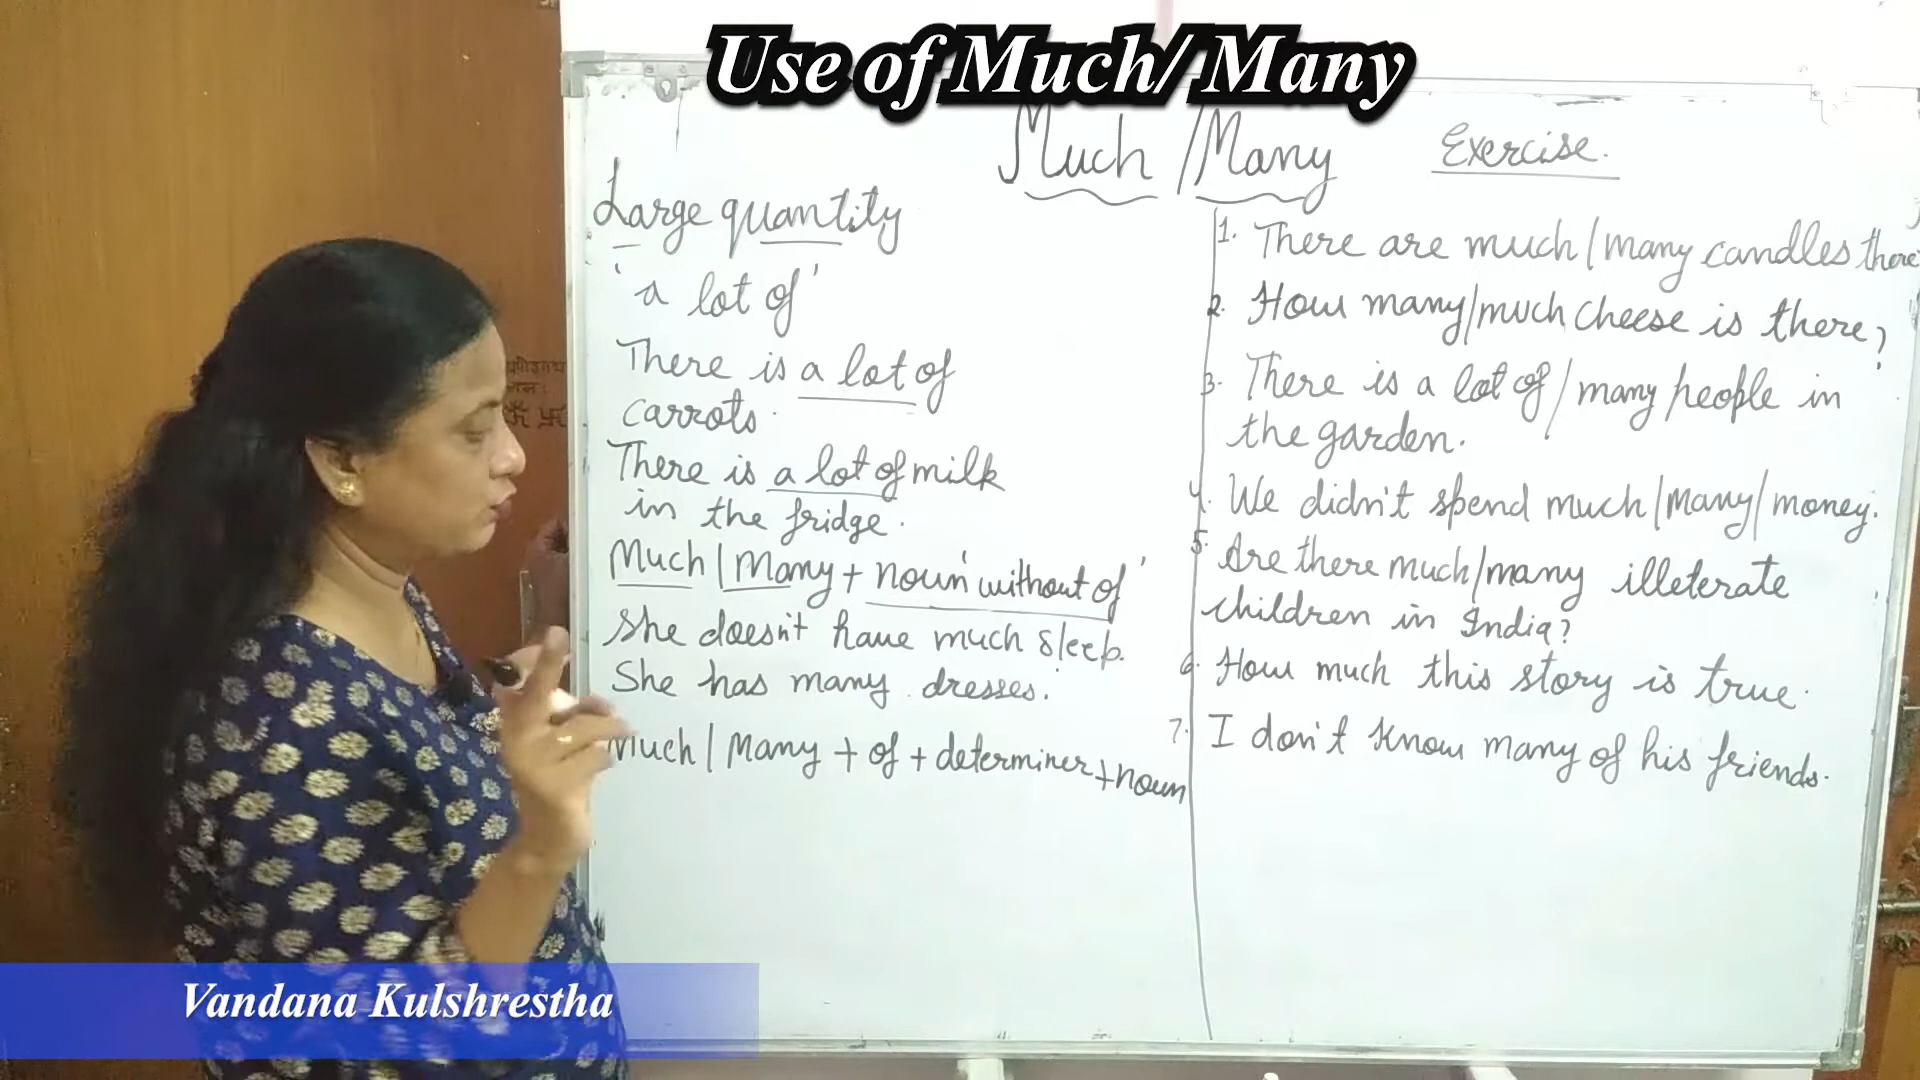 Use of Much/ Many
Much/Many
Large quantity
'a lot of'
There is a lot of
carrots.
There is a lot of milk
in the fridge.
Much/Many + noun 'without of'
She doesn't have much sleep.
She has many dresses.
Much/Many + of + determiner + noun
Exercise.
1. There are much/many candles there
2. How many/much cheese is there?
3. There is a lot of/many people in
the garden.
4. We didn't spend much/many/money.
5. Are there much/many illeterate
children in India?
6. How much this story is true.
7. I don't know many of his friends.
Vandana Kulshrestha